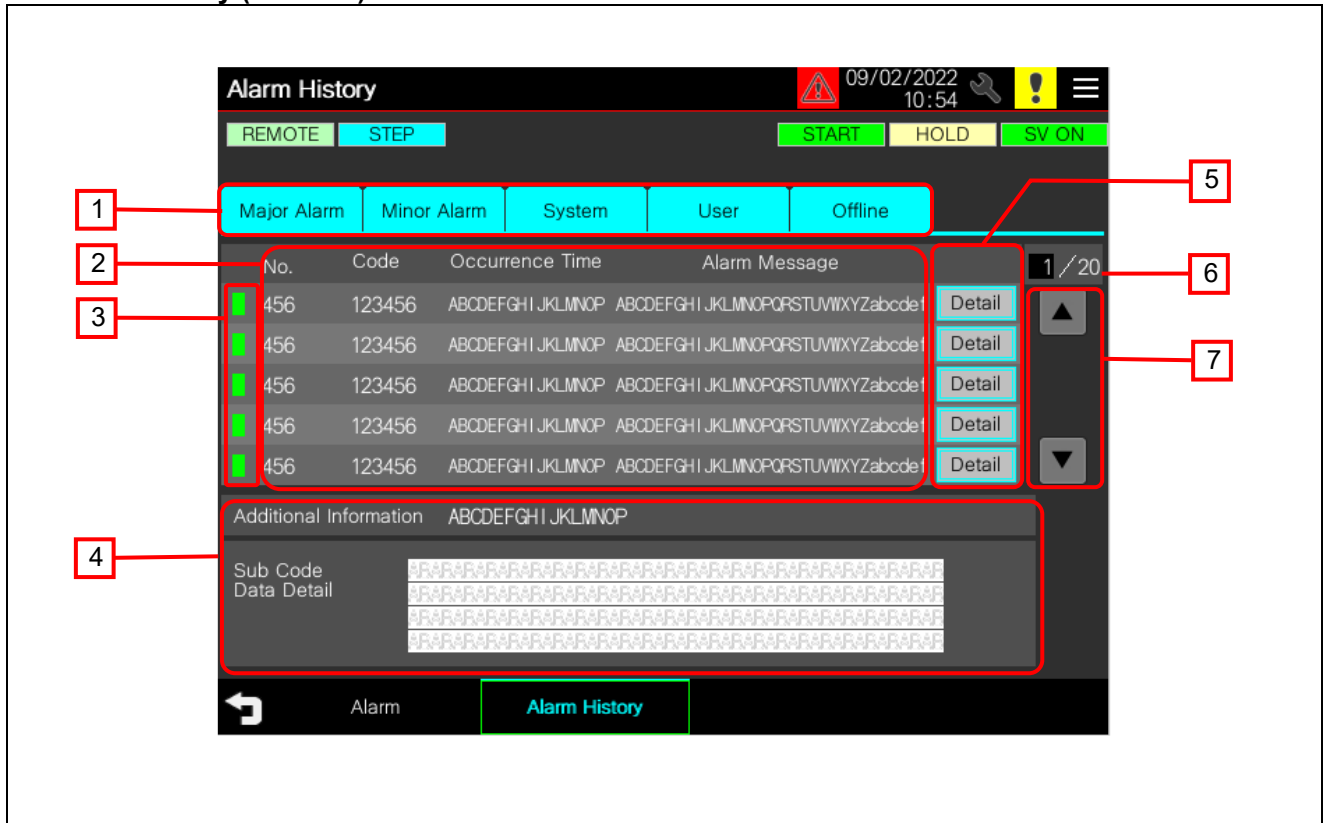 Alarm History
09/02/2022
10:54
REMOTE STEP START HOLD SV ON
5
1
Major Alarm Minor Alarm System User Offline
2
No. Code Occurrence Time Alarm Message 1/20
6
3
456 123456 ABCDEFGHIJKLMNOP ABCDEFGHIJKLMNOPQRSTUVWXYZabcdef Detail
456 123456 ABCDEFGHIJKLMNOP ABCDEFGHIJKLMNOPQRSTUVWXYZabcdef Detail
7
456 123456 ABCDEFGHIJKLMNOP ABCDEFGHIJKLMNOPQRSTUVWXYZabcdef Detail
456 123456 ABCDEFGHIJKLMNOP ABCDEFGHIJKLMNOPQRSTUVWXYZabcdef Detail
456 123456 ABCDEFGHIJKLMNOP ABCDEFGHIJKLMNOPQRSTUVWXYZabcdef Detail
Additional Information ABCDEFGHIJKLMNOP
4
Sub Code
Data Detail
Alarm Alarm History